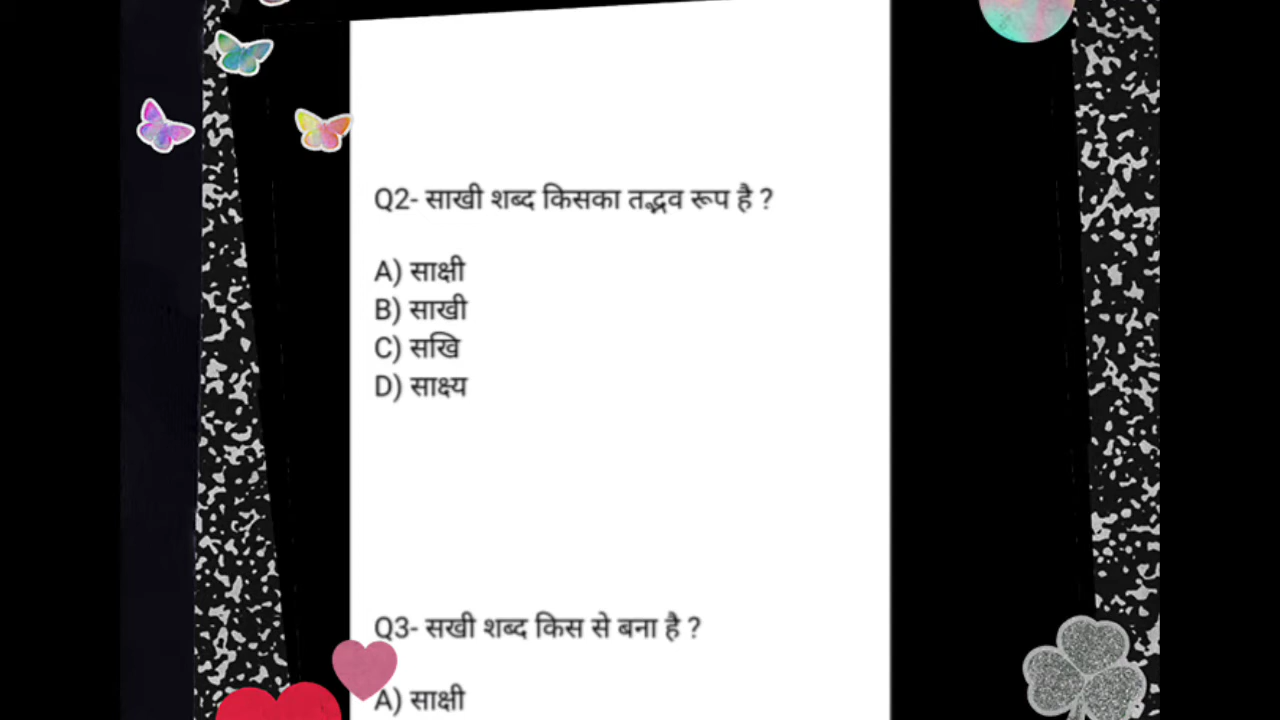 Q2- साखी शब्द किसका तद्भव रूप है ?
A) साक्षी
B) साखी
C) सखि
D) साक्ष्य
Q3- सखी शब्द किस से बना है ?
A) साक्षी